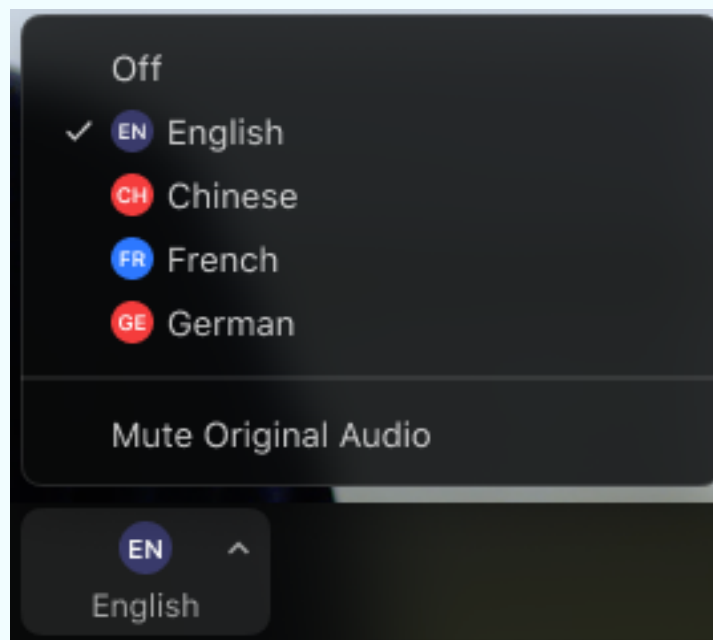 Off
EN English
CH Chinese
FR French
GE German
Mute Original Audio
EN
English